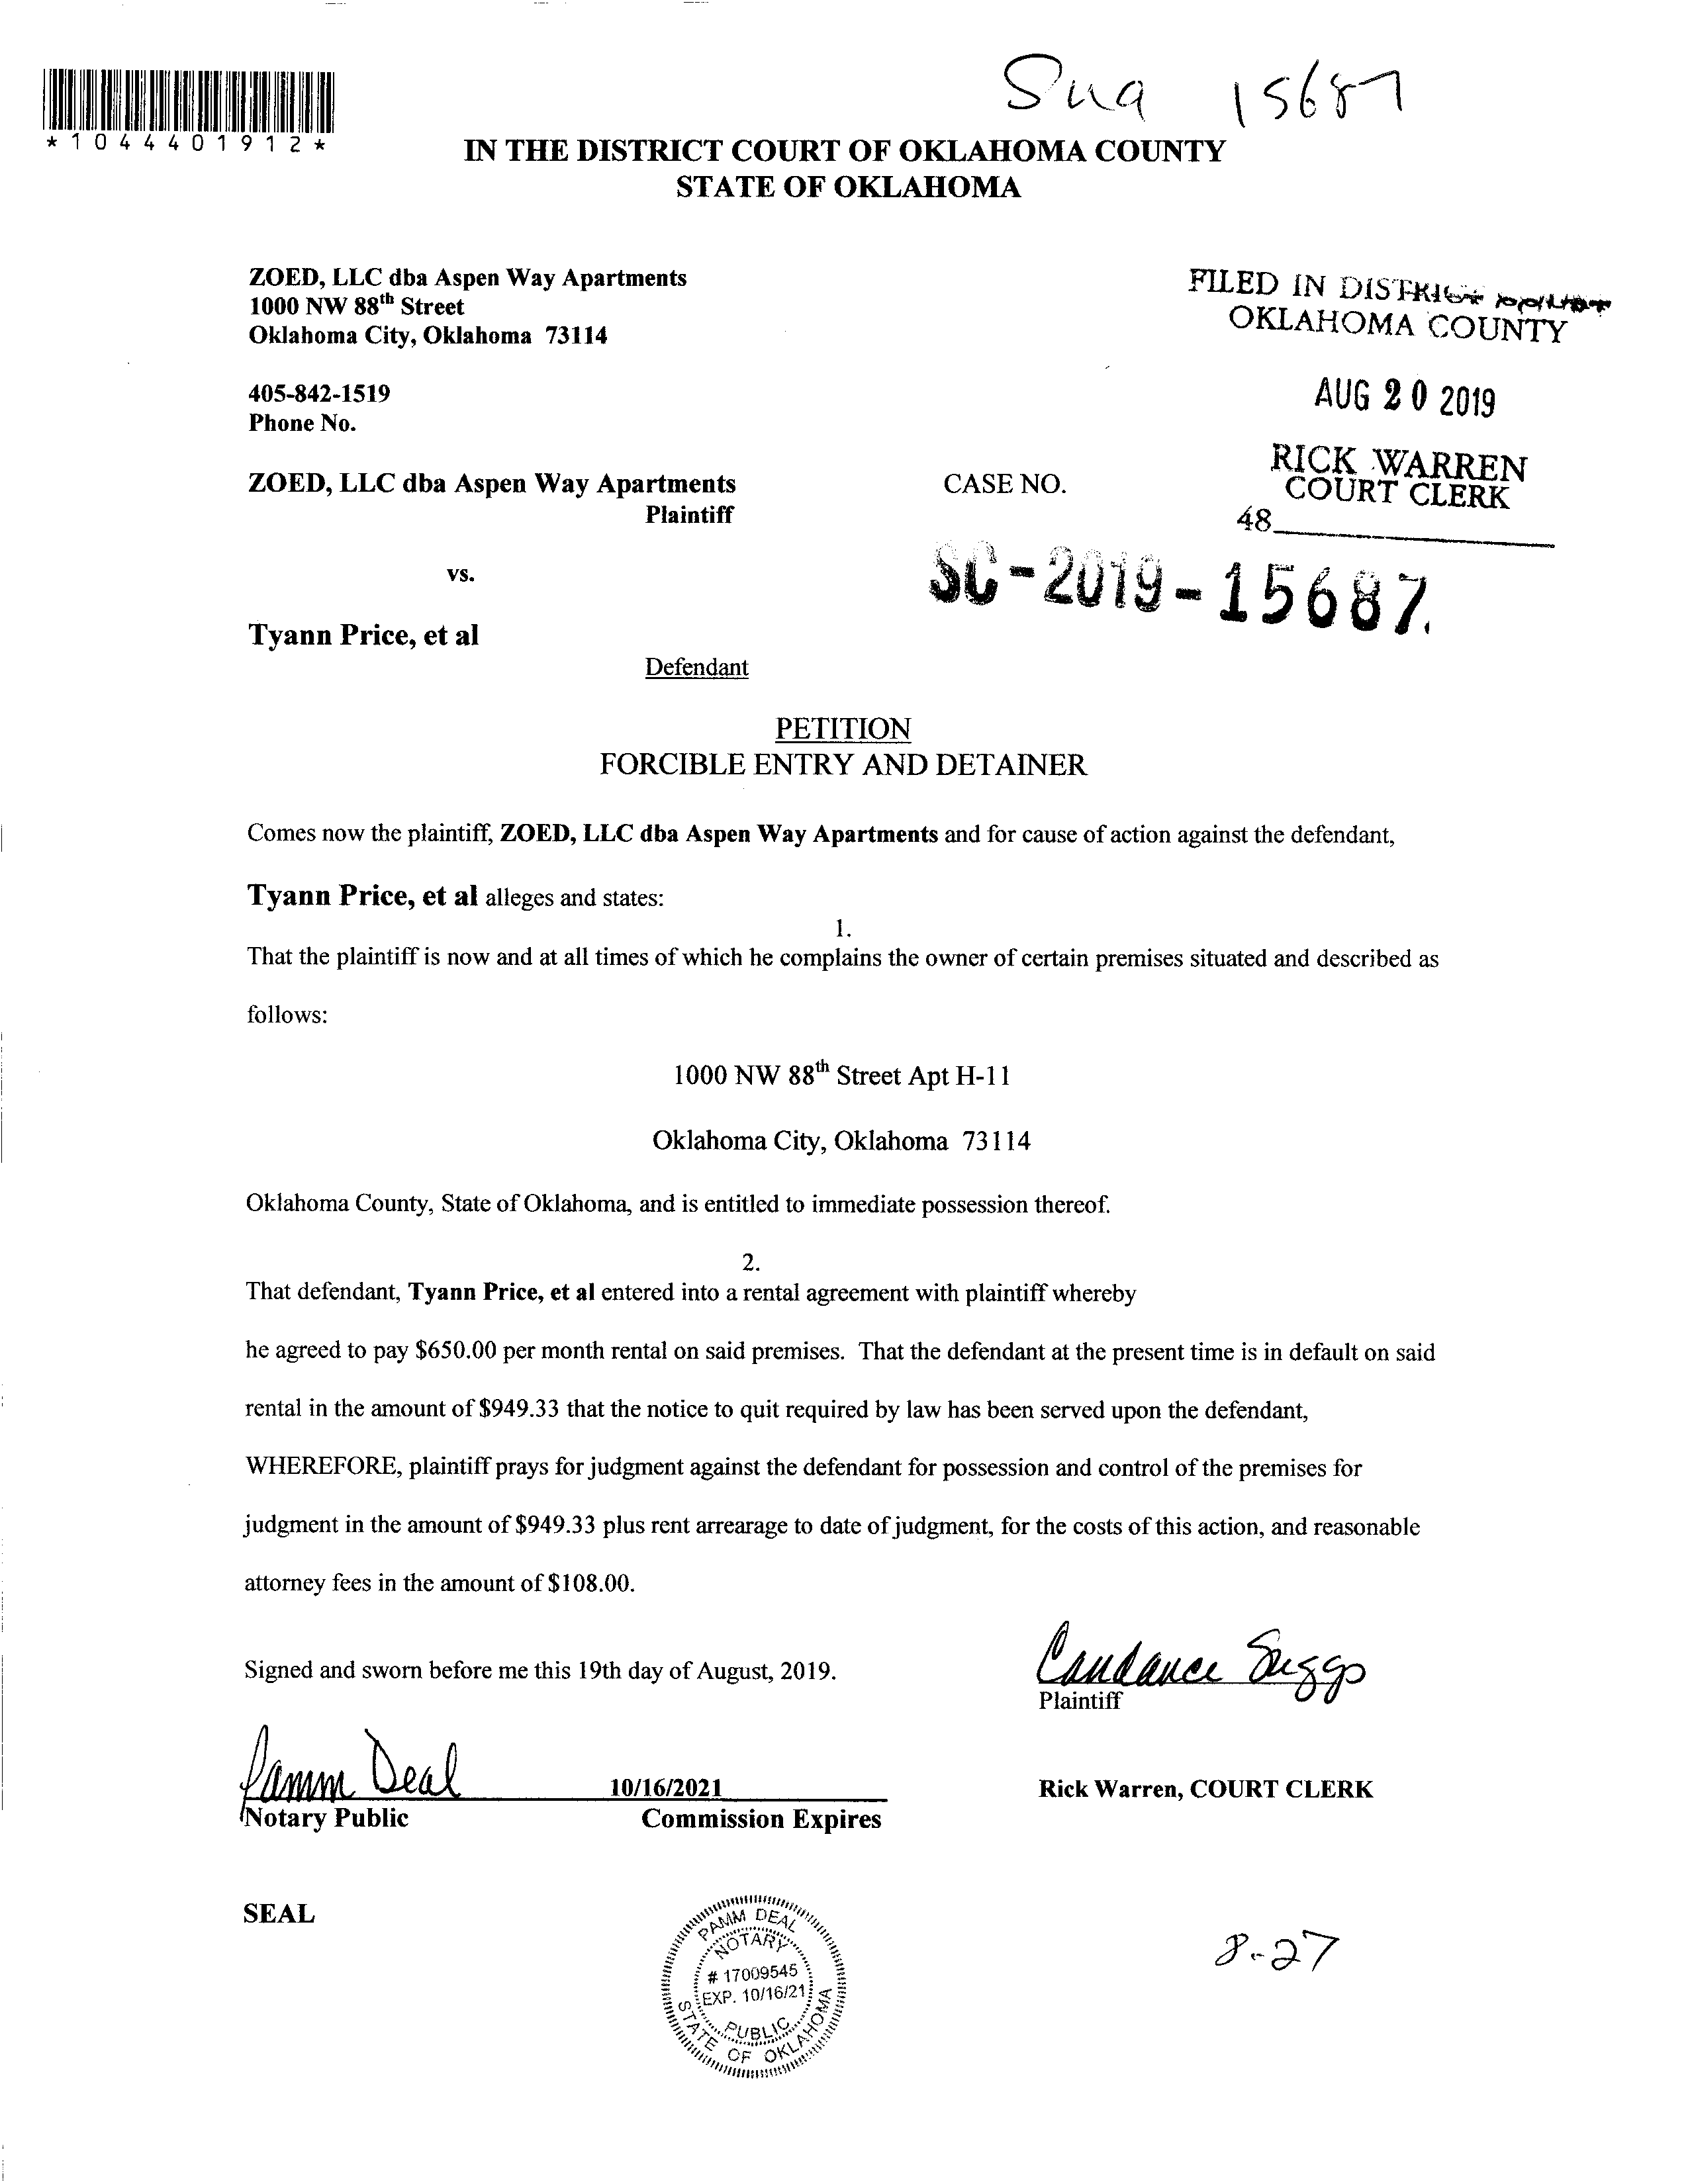 Sna 15687
*1044401912*
IN THE DISTRICT COURT OF OKLAHOMA COUNTY
STATE OF OKLAHOMA
ZOED, LLC dba Aspen Way Apartments
1000 NW 88th Street
Oklahoma City, Oklahoma 73114
405-842-1519
Phone No.
FILED IN DISTRICT
OKLAHOMA COUNTY
AUG 20 2019
RICK WARREN
COURT CLERK
48
ZOED, LLC dba Aspen Way Apartments
Plaintiff
CASE NO.
SC-2019-15687
vs.
Tyann Price, et al
Defendant
PETITION
FORCIBLE ENTRY AND DETAINER
Comes now the plaintiff, ZOED, LLC dba Aspen Way Apartments and for cause of action against the defendant,
Tyann Price, et al alleges and states:
1.
That the plaintiff is now and at all times of which he complains the owner of certain premises situated and described as
follows:
1000 NW 88th Street Apt H-11
Oklahoma City, Oklahoma 73114
Oklahoma County, State of Oklahoma, and is entitled to immediate possession thereof.
2.
That defendant, Tyann Price, et al entered into a rental agreement with plaintiff whereby
he agreed to pay $650.00 per month rental on said premises. That the defendant at the present time is in default on said
rental in the amount of $949.33 that the notice to quit required by law has been served upon the defendant,
WHEREFORE, plaintiff prays for judgment against the defendant for possession and control of the premises for
judgment in the amount of $949.33 plus rent arrearage to date of judgment, for the costs of this action, and reasonable
attorney fees in the amount of $108.00.
Signed and sworn before me this 19th day of August, 2019.
Candance Suggs
Plaintiff
Pamm Deal
10/16/2021
Notary Public
Commission Expires
Rick Warren, COURT CLERK
SEAL
PAMM DEAL
NOTARY
# 17009545
EXP. 10/16/21
PUBLIC
STATE OF OKLAHOMA
8-27